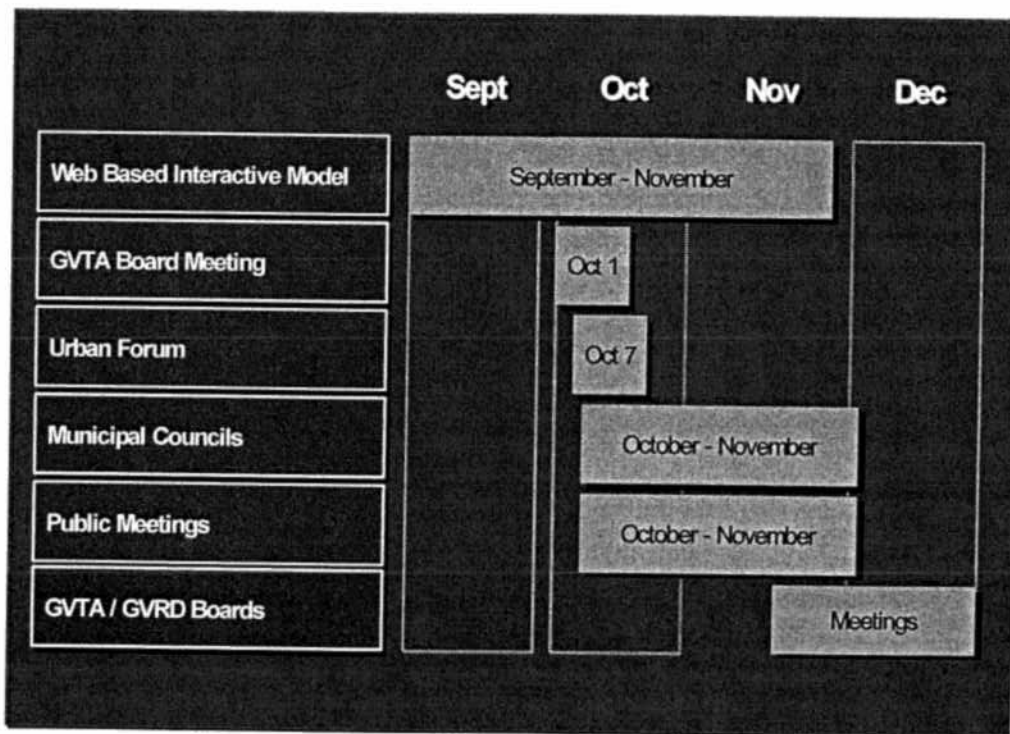 Sept Oct Nov Dec
Web Based Interactive Model September - November
GVTA Board Meeting Oct 1
Urban Forum Oct 7
Municipal Councils October - November
Public Meetings October - November
GVTA / GVRD Boards Meetings